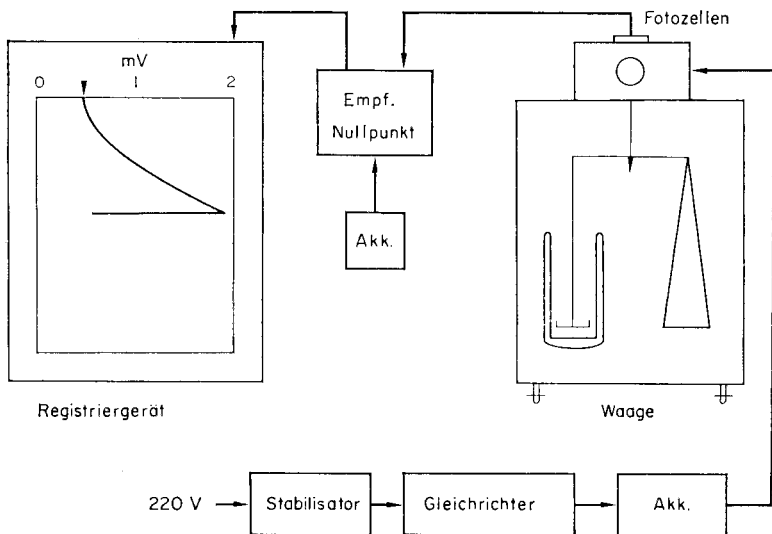 Fotozellen
mV
0 1 2
Empf.
Nullpunkt
Akk.
Registriergerät
Waage
220 V Stabilisator Gleichrichter Akk.